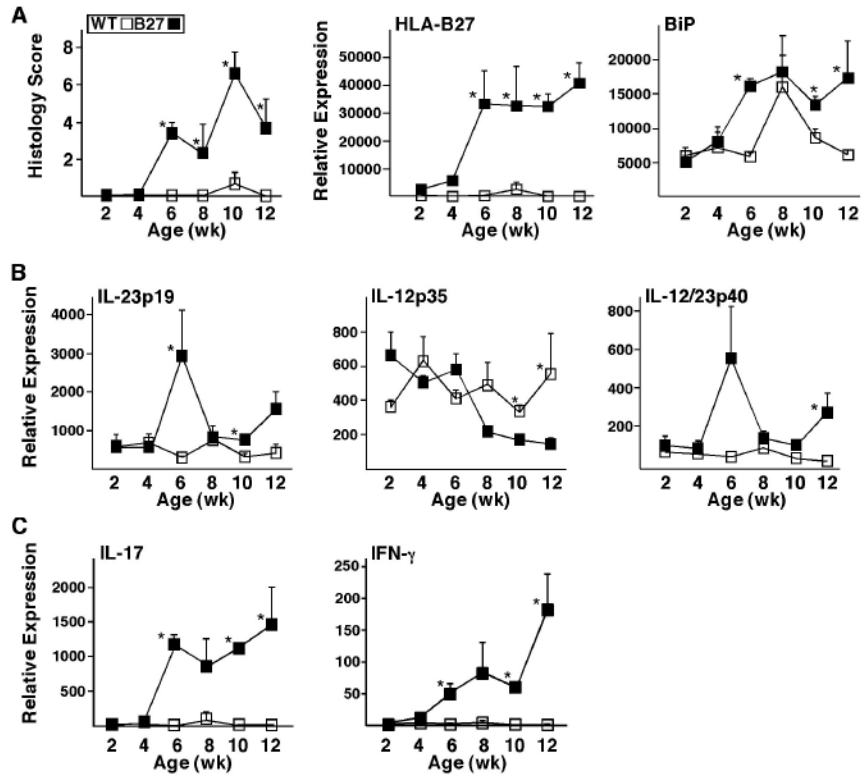 A
WT □ B27 ■
HLA-B27
BiP
Histology Score
8
6
4
2
2 4 6 8 10 12
Age (wk)
Relative Expression
50000
40000
30000
20000
10000
2 4 6 8 10 12
Age (wk)
20000
15000
10000
5000
2 4 6 8 10 12
Age (wk)
* * * *
* * * *
* * *
B
IL-23p19
IL-12p35
IL-12/23p40
Relative Expression
4000
3000
2000
1000
2 4 6 8 10 12
Age (wk)
800
600
400
200
2 4 6 8 10 12
Age (wk)
800
600
400
200
2 4 6 8 10 12
Age (wk)
* *
* *
*
C
IL-17
IFN-γ
Relative Expression
2000
1500
1000
500
2 4 6 8 10 12
Age (wk)
250
200
150
100
50
2 4 6 8 10 12
Age (wk)
* * *
* * *